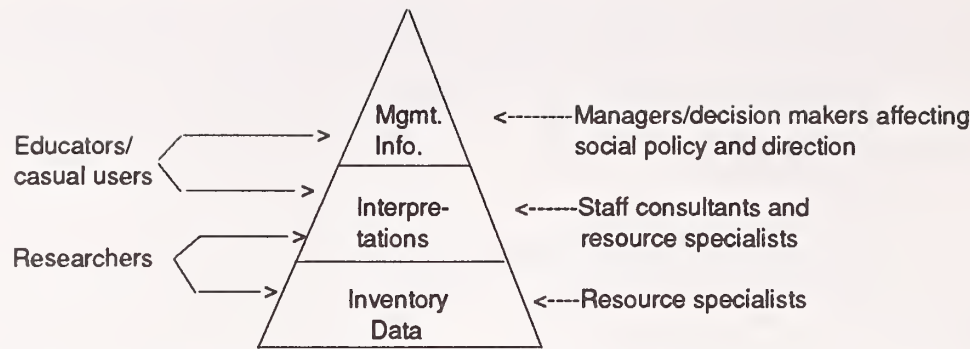 Mgmt.
Info.
<--------Managers/decision makers affecting
social policy and direction
Educators/
casual users
Interpre-
tations
<------Staff consultants and
resource specialists
Researchers
Inventory
Data
<----Resource specialists